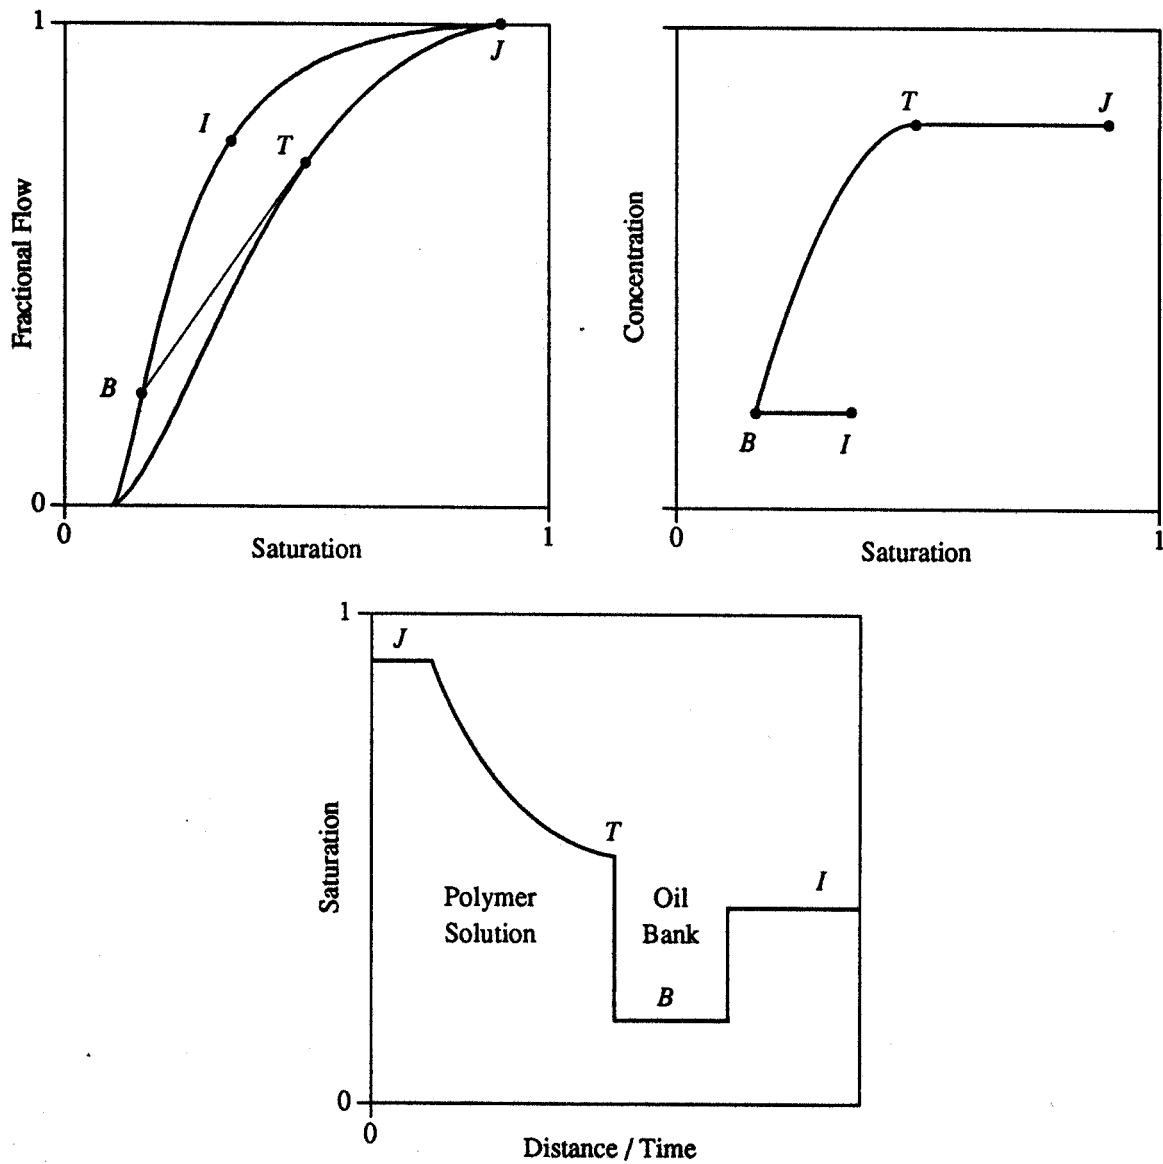 1
J
I
T
Fractional Flow
B
0
0
1
Saturation
T
J
Concentration
B
I
0
1
Saturation
1
J
T
I
Saturation
Polymer
Solution
Oil
Bank
B
0
0
Distance / Time